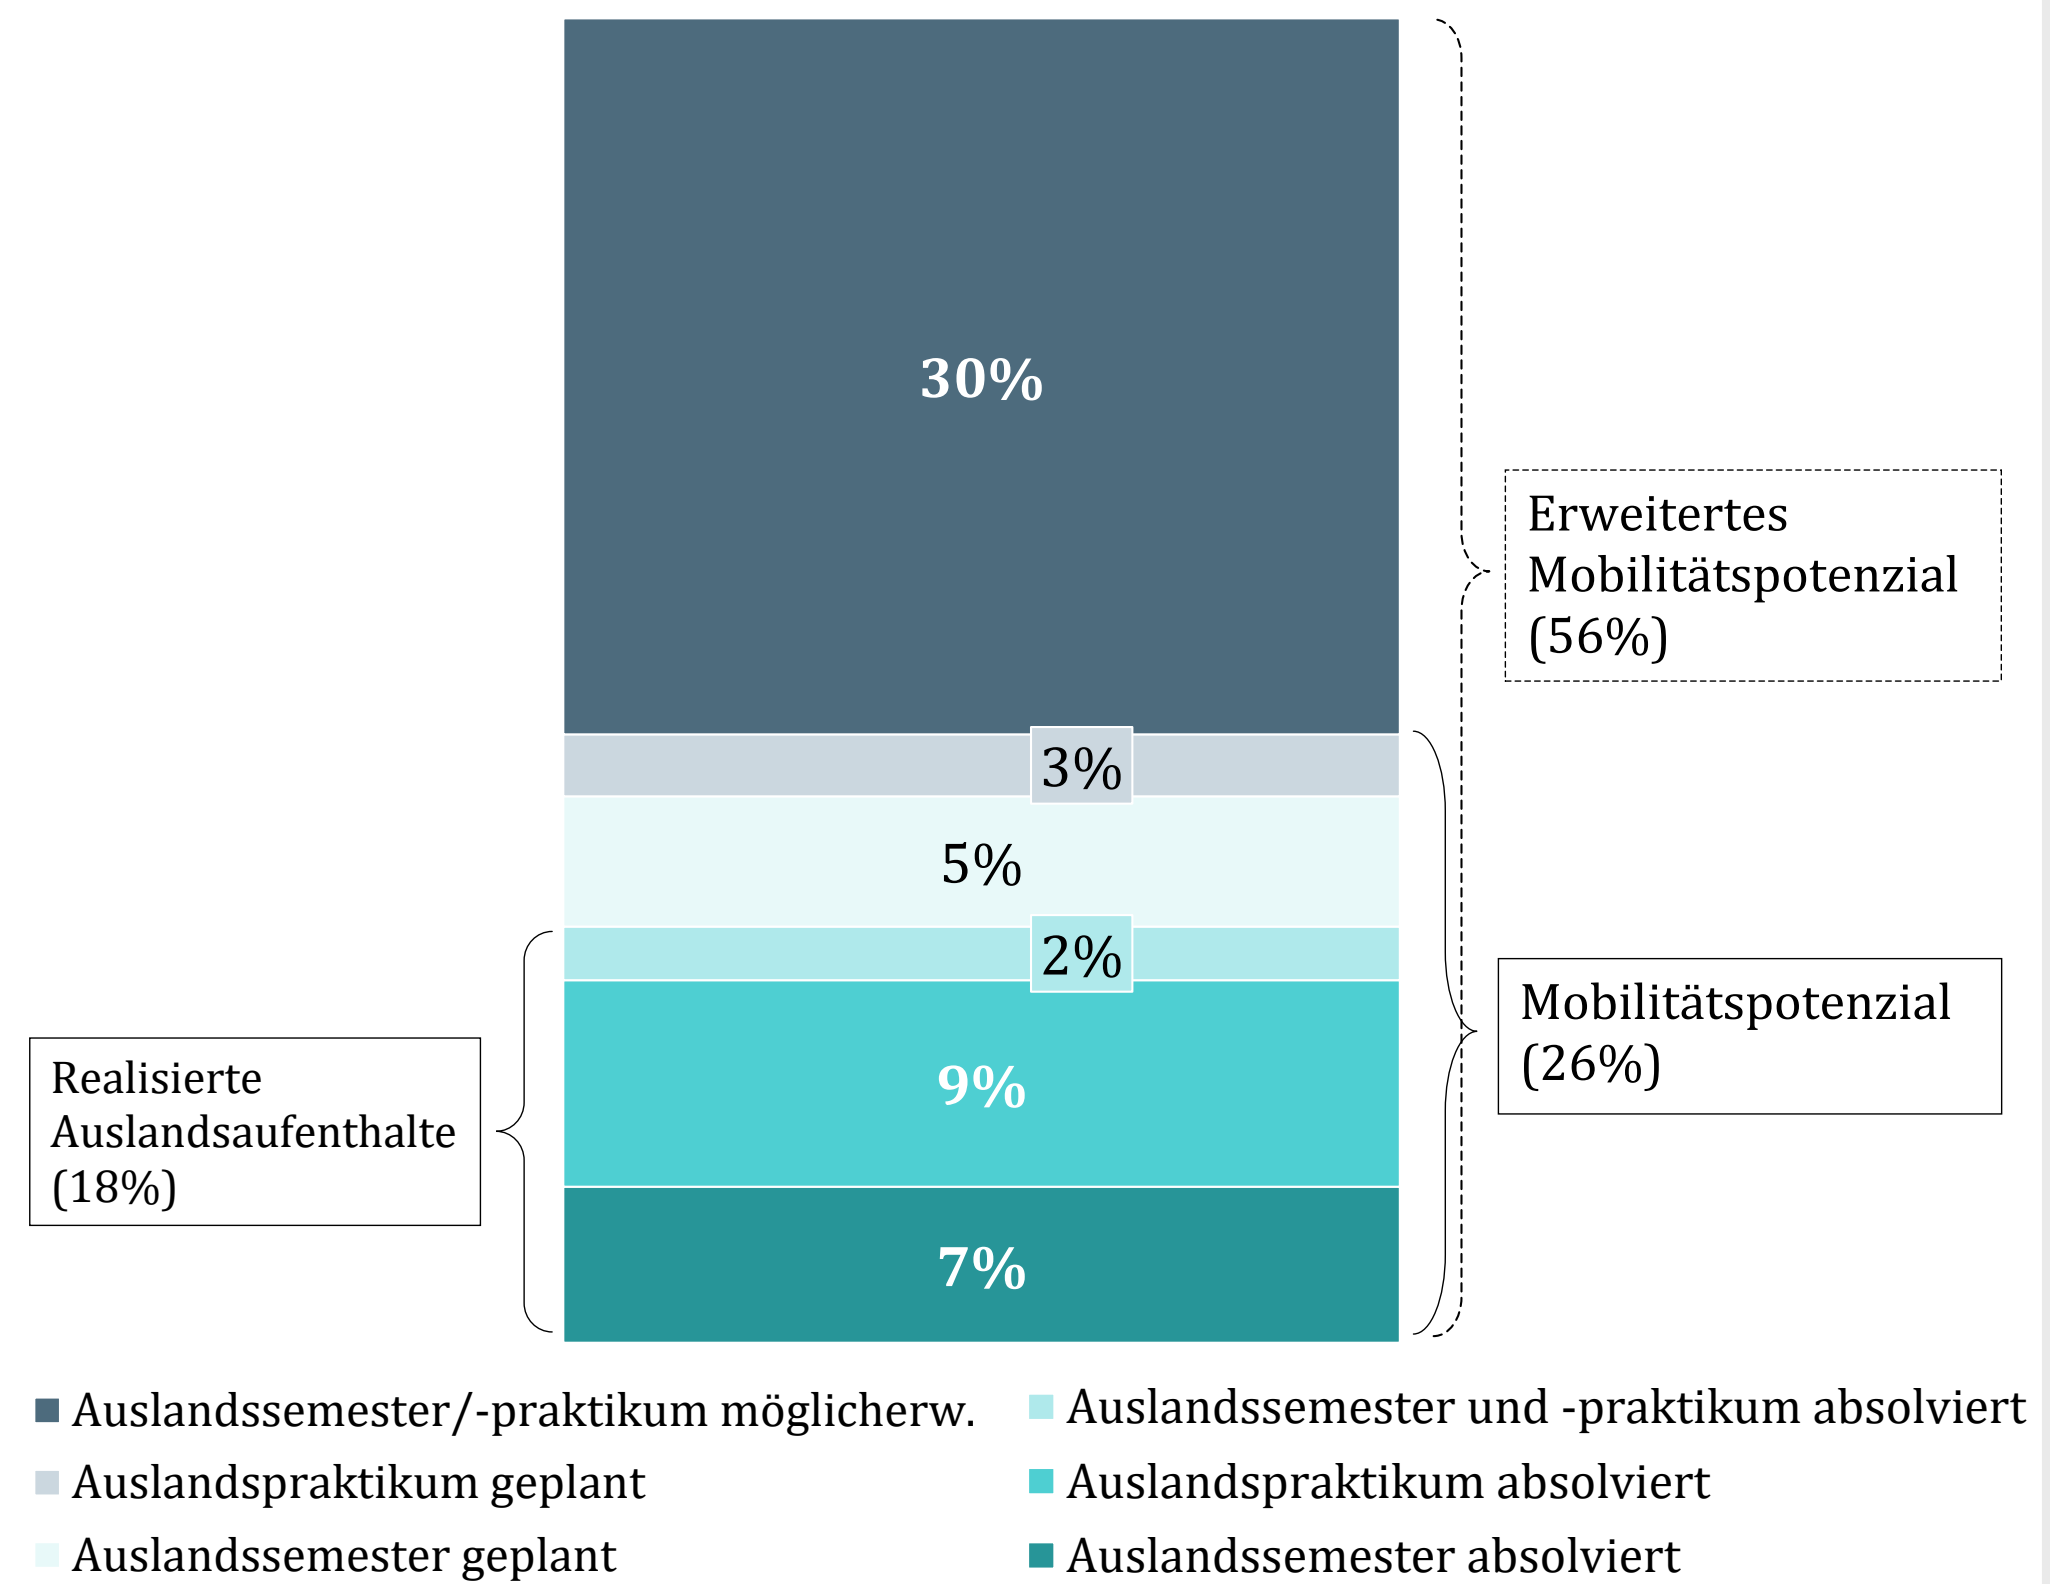 30%
3%
5%
2%
9%
7%
Erweitertes
Mobilitätspotenzial
(56%)
Mobilitätspotenzial
(26%)
Realisierte
Auslandsaufenthalte
(18%)
Auslandssemester/-praktikum möglicherw.
Auslandspraktikum geplant
Auslandssemester geplant
Auslandssemester und -praktikum absolviert
Auslandspraktikum absolviert
Auslandssemester absolviert